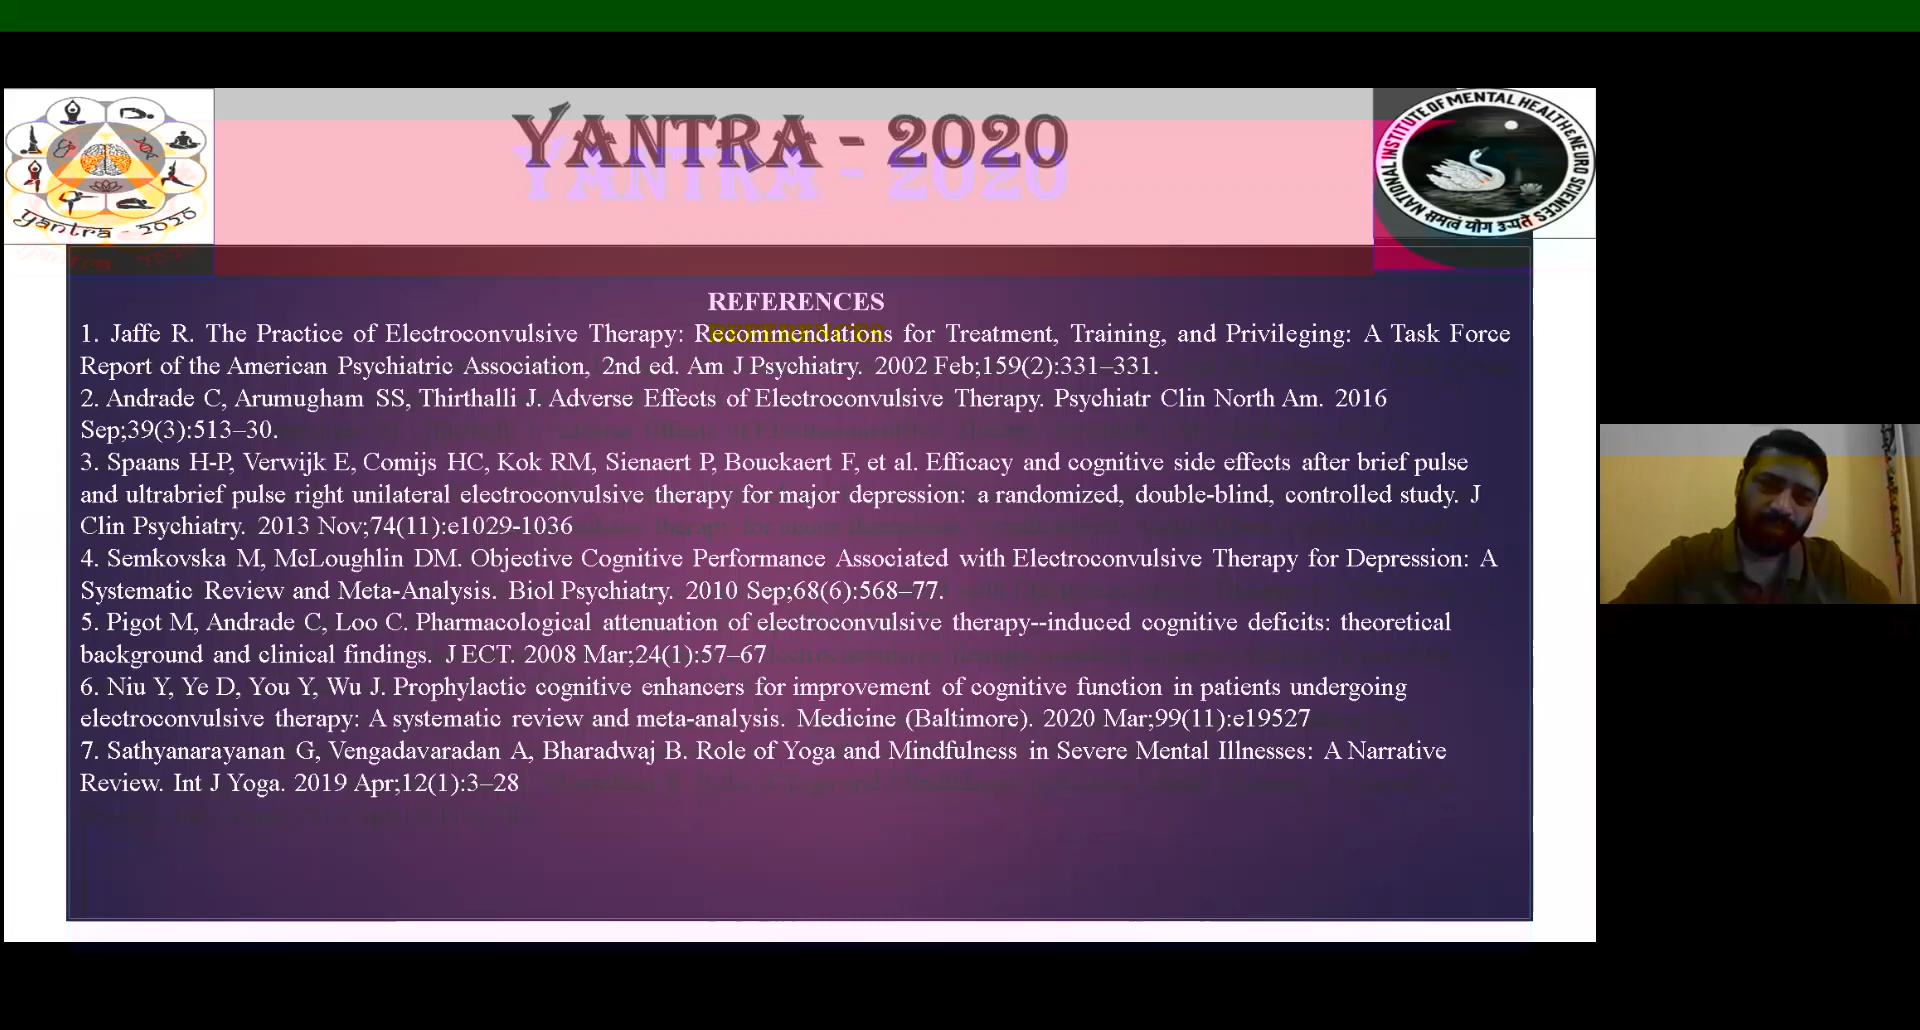 YANTRA - 2020
Yantra - 2020
NATIONAL INSTITUTE OF MENTAL HEALTH & NEURO SCIENCES
समत्वं योग उच्यते
REFERENCES
1. Jaffe R. The Practice of Electroconvulsive Therapy: Recommendations for Treatment, Training, and Privileging: A Task Force
Report of the American Psychiatric Association, 2nd ed. Am J Psychiatry. 2002 Feb;159(2):331–331.
2. Andrade C, Arumugham SS, Thirthalli J. Adverse Effects of Electroconvulsive Therapy. Psychiatr Clin North Am. 2016
Sep;39(3):513–30.
3. Spaans H-P, Verwijk E, Comijs HC, Kok RM, Sienaert P, Bouckaert F, et al. Efficacy and cognitive side effects after brief pulse
and ultrabrief pulse right unilateral electroconvulsive therapy for major depression: a randomized, double-blind, controlled study. J
Clin Psychiatry. 2013 Nov;74(11):e1029-1036
4. Semkovska M, McLoughlin DM. Objective Cognitive Performance Associated with Electroconvulsive Therapy for Depression: A
Systematic Review and Meta-Analysis. Biol Psychiatry. 2010 Sep;68(6):568–77.
5. Pigot M, Andrade C, Loo C. Pharmacological attenuation of electroconvulsive therapy--induced cognitive deficits: theoretical
background and clinical findings. J ECT. 2008 Mar;24(1):57–67
6. Niu Y, Ye D, You Y, Wu J. Prophylactic cognitive enhancers for improvement of cognitive function in patients undergoing
electroconvulsive therapy: A systematic review and meta-analysis. Medicine (Baltimore). 2020 Mar;99(11):e19527
7. Sathyanarayanan G, Vengadavaradan A, Bharadwaj B. Role of Yoga and Mindfulness in Severe Mental Illnesses: A Narrative
Review. Int J Yoga. 2019 Apr;12(1):3–28